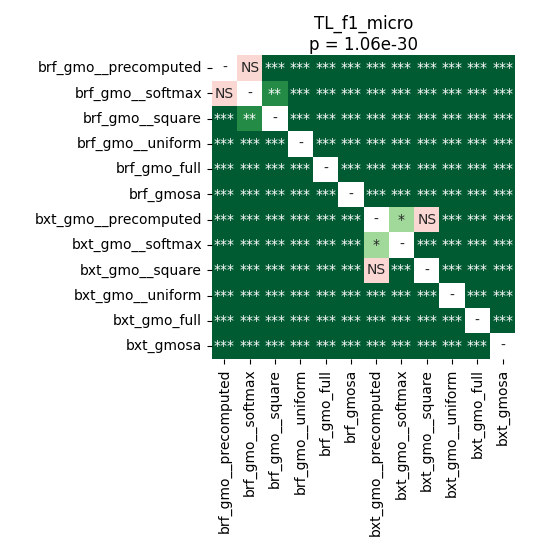 TL_f1_micro
p = 1.06e-30
brf_gmo__precomputed - NS *** *** *** *** *** *** *** *** *** ***
brf_gmo__softmax NS - ** *** *** *** *** *** *** *** *** ***
brf_gmo__square *** ** - *** *** *** *** *** *** *** *** ***
brf_gmo__uniform *** *** *** - *** *** *** *** *** *** *** ***
brf_gmo_full *** *** *** *** - *** *** *** *** *** *** ***
brf_gmosa *** *** *** *** *** - *** *** *** *** *** ***
bxt_gmo__precomputed *** *** *** *** *** *** - * NS *** *** ***
bxt_gmo__softmax *** *** *** *** *** *** * - *** *** *** ***
bxt_gmo__square *** *** *** *** *** *** NS *** - *** *** ***
bxt_gmo__uniform *** *** *** *** *** *** *** *** *** - *** ***
bxt_gmo_full *** *** *** *** *** *** *** *** *** *** - ***
bxt_gmosa *** *** *** *** *** *** *** *** *** *** *** -
brf_gmo__precomputed
brf_gmo__softmax
brf_gmo__square
brf_gmo__uniform
brf_gmo_full
brf_gmosa
bxt_gmo__precomputed
bxt_gmo__softmax
bxt_gmo__square
bxt_gmo__uniform
bxt_gmo_full
bxt_gmosa